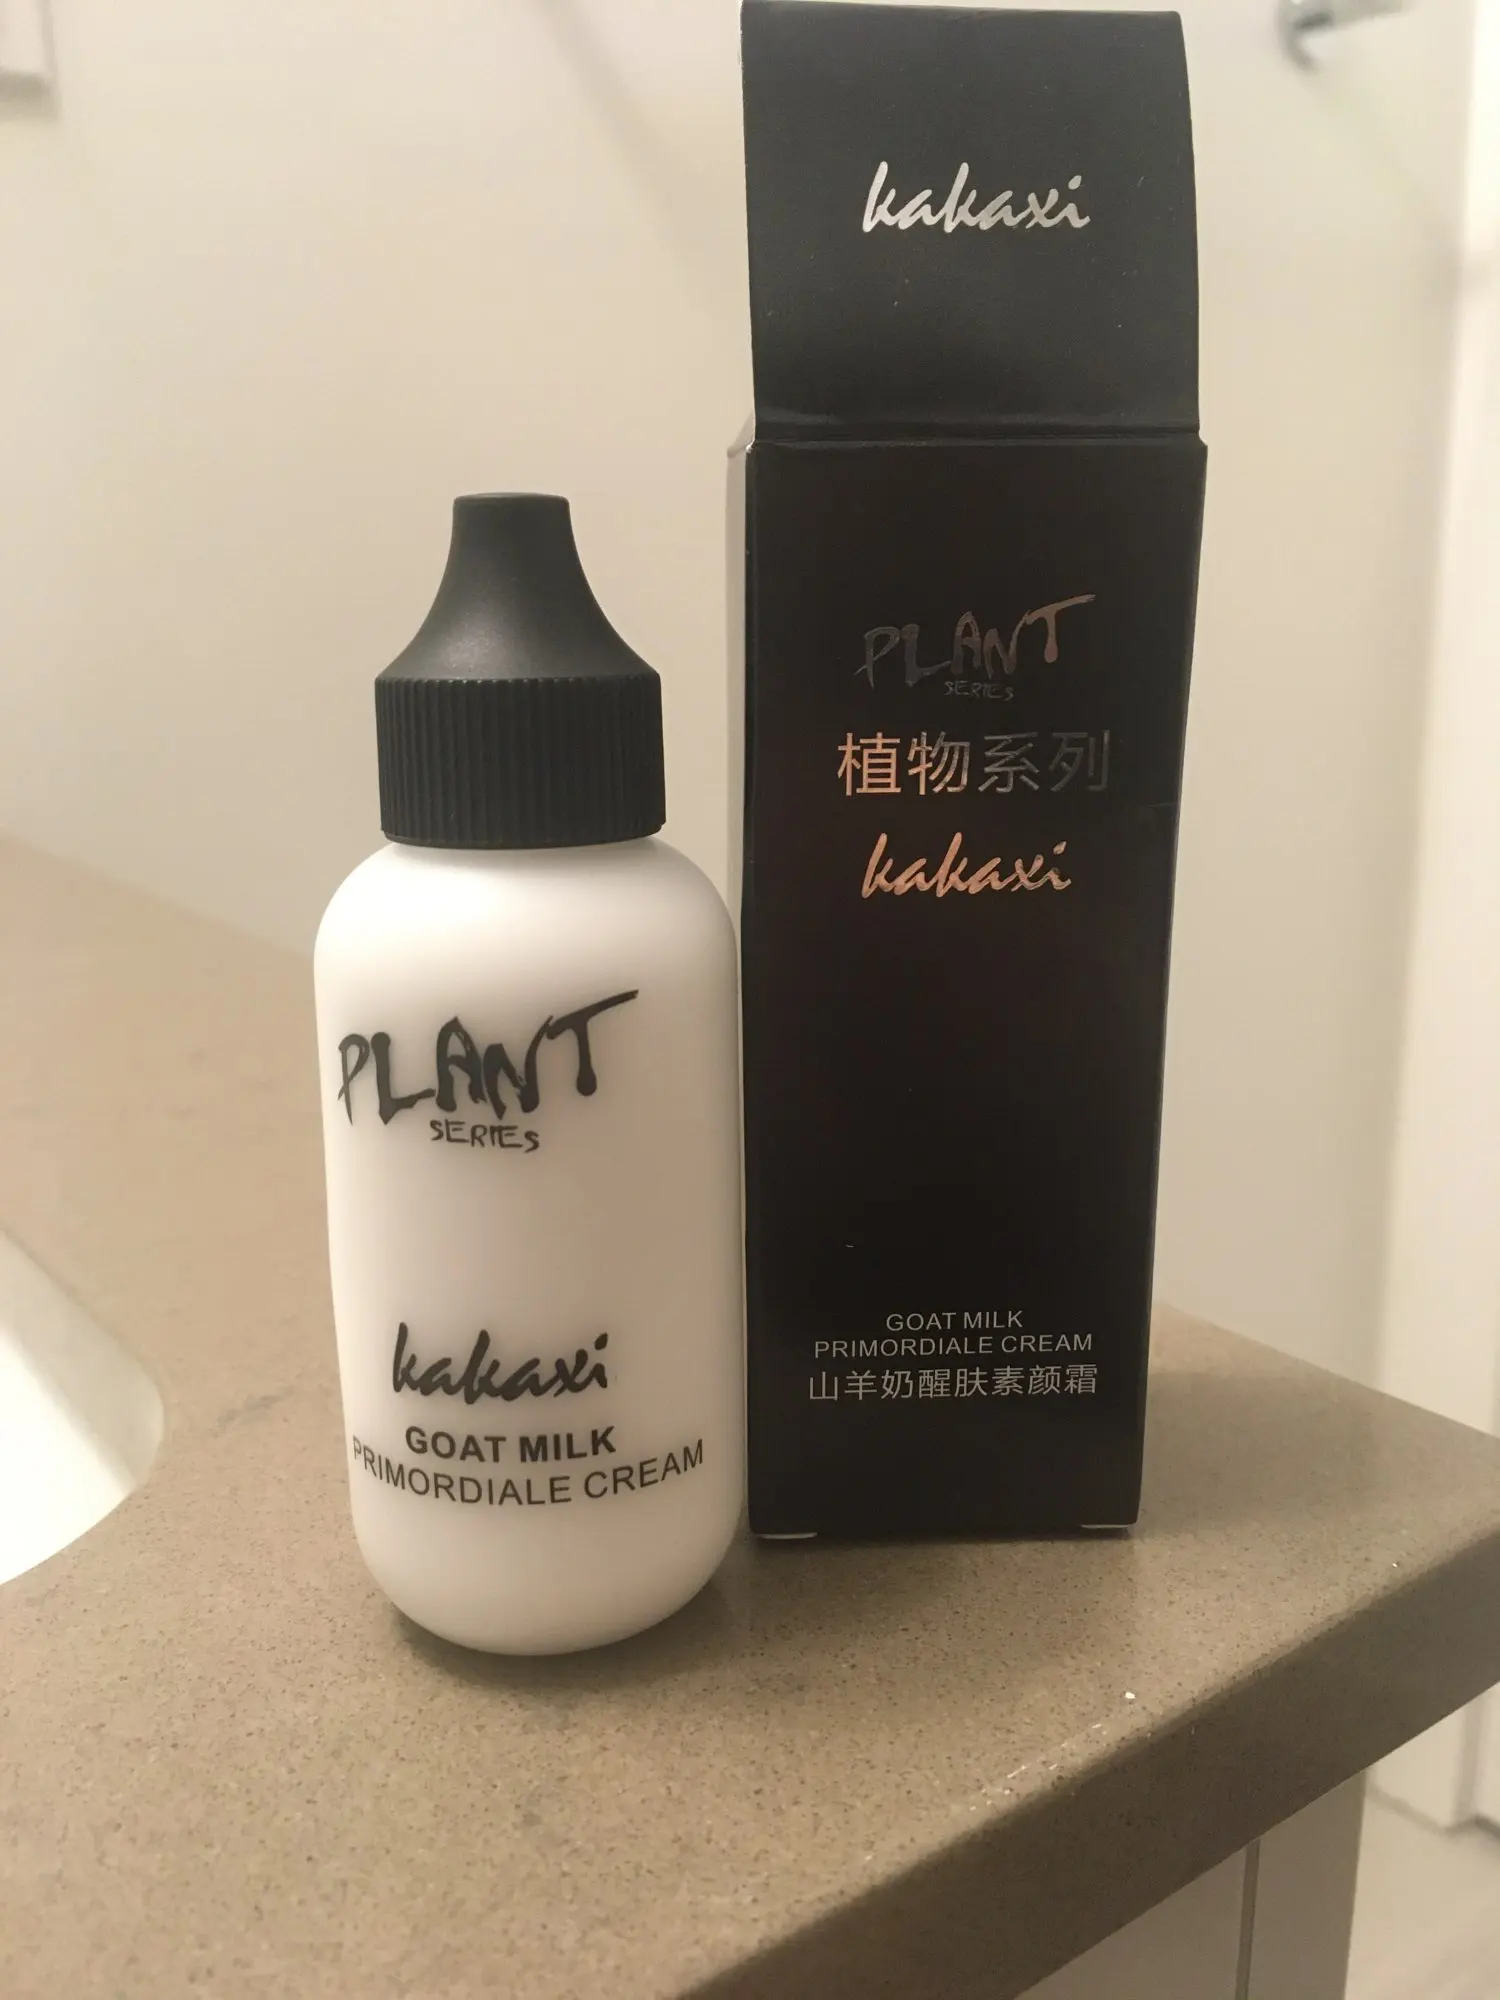 PLANT
SERIES
kakaxi
GOAT MILK
PRIMORDIALE CREAM
kakaxi
PLANT
SERIES
植物系列
kakaxi
GOAT MILK
PRIMORDIALE CREAM
山羊奶醒肤素颜霜